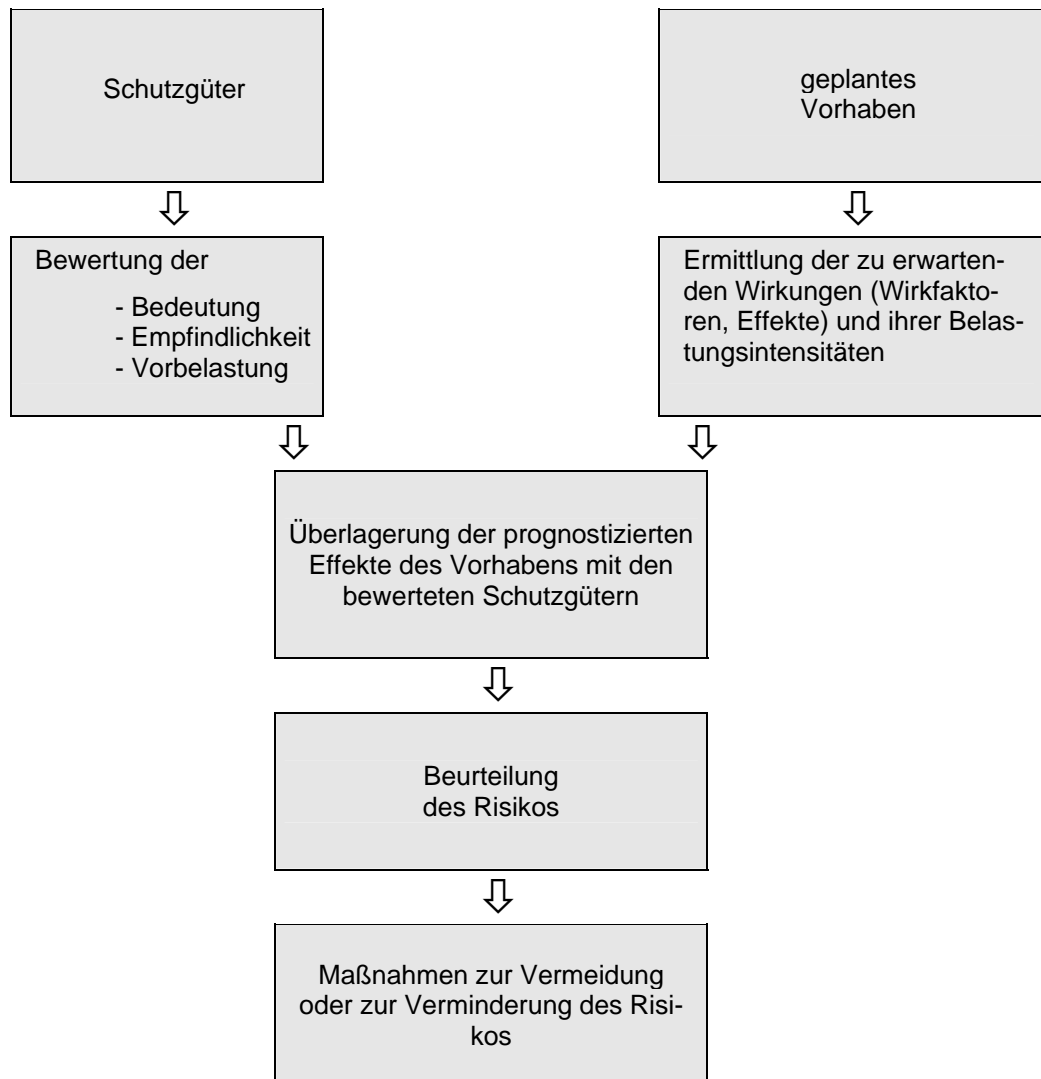 Schutzgüter
geplantes
Vorhaben
Bewertung der
- Bedeutung
- Empfindlichkeit
- Vorbelastung
Ermittlung der zu erwarten-
den Wirkungen (Wirkfakto-
ren, Effekte) und ihrer Belas-
tungsintensitäten
Überlagerung der prognostizierten
Effekte des Vorhabens mit den
bewerteten Schutzgütern
Beurteilung
des Risikos
Maßnahmen zur Vermeidung
oder zur Verminderung des Risi-
kos